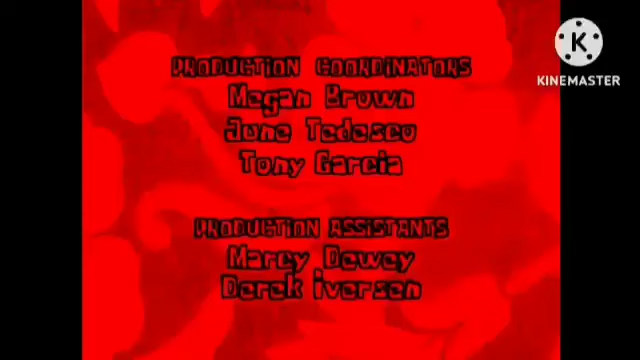 PRODUCTION COORDINATORS
Megan Brown
June Tedesco
Tony Garcia
PRODUCTION ASSISTANTS
Marcy Dewey
Derek Iversen
K
KINEMASTER